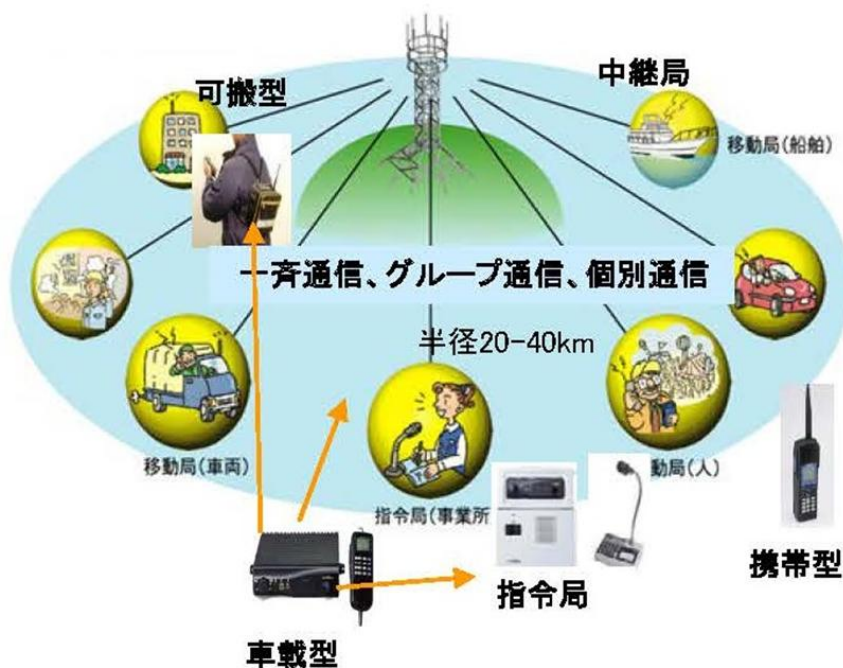 可搬型
中継局
移動局(船舶)
一斉通信、グループ通信、個別通信
半径20-40km
移動局(車両)
動局(人)
指令局(事業所
携帯型
指令局
車載型